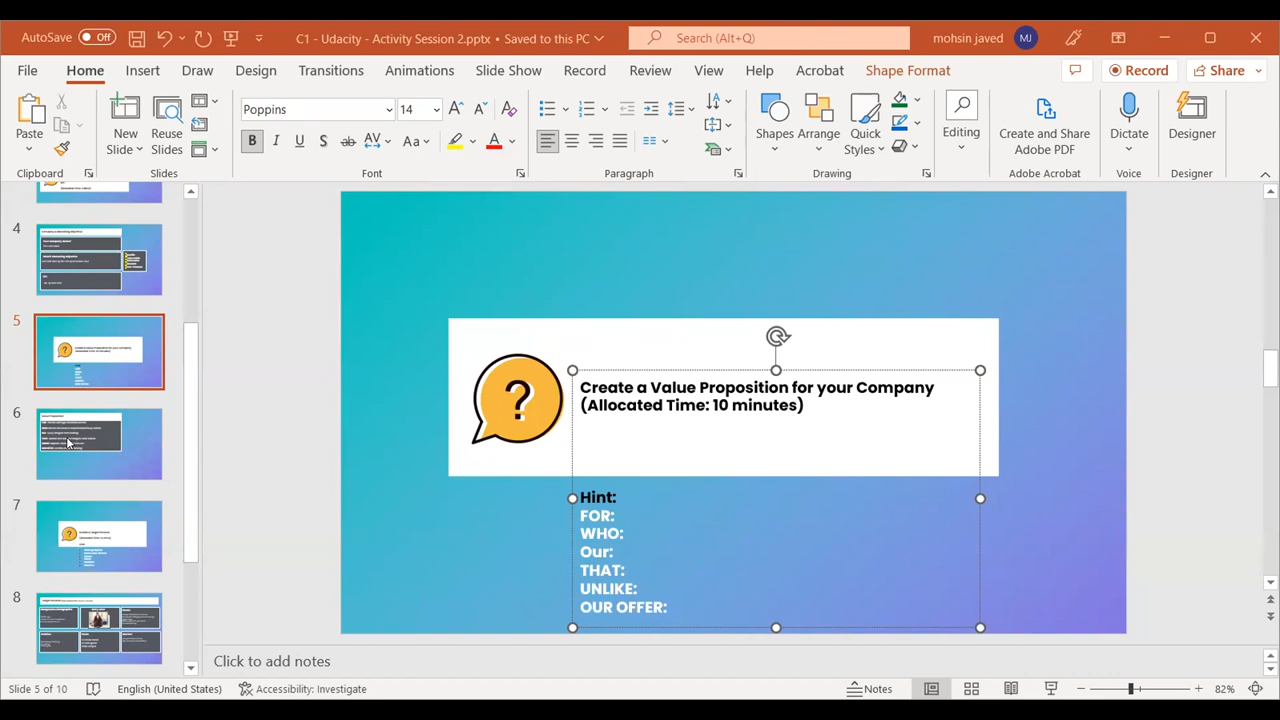 AutoSave Off
C1 - Udacity - Activity Session 2.pptx • Saved to this PC
Search (Alt+Q)
mohsin javed MJ
File Home Insert Draw Design Transitions Animations Slide Show Record Review View Help Acrobat Shape Format
Record Share
Paste
New Slide
Reuse Slides
Poppins 14
B I U S ab AV Aa A
Shapes Arrange Quick Styles
Editing
Create and Share Adobe PDF
Dictate
Designer
Clipboard Slides Font Paragraph Drawing Adobe Acrobat Voice Designer
4
5
6
7
8
?
Create a Value Proposition for your Company
(Allocated Time: 10 minutes)
Hint:
FOR:
WHO:
Our:
THAT:
UNLIKE:
OUR OFFER:
Click to add notes
Slide 5 of 10 English (United States) Accessibility: Investigate Notes 82%